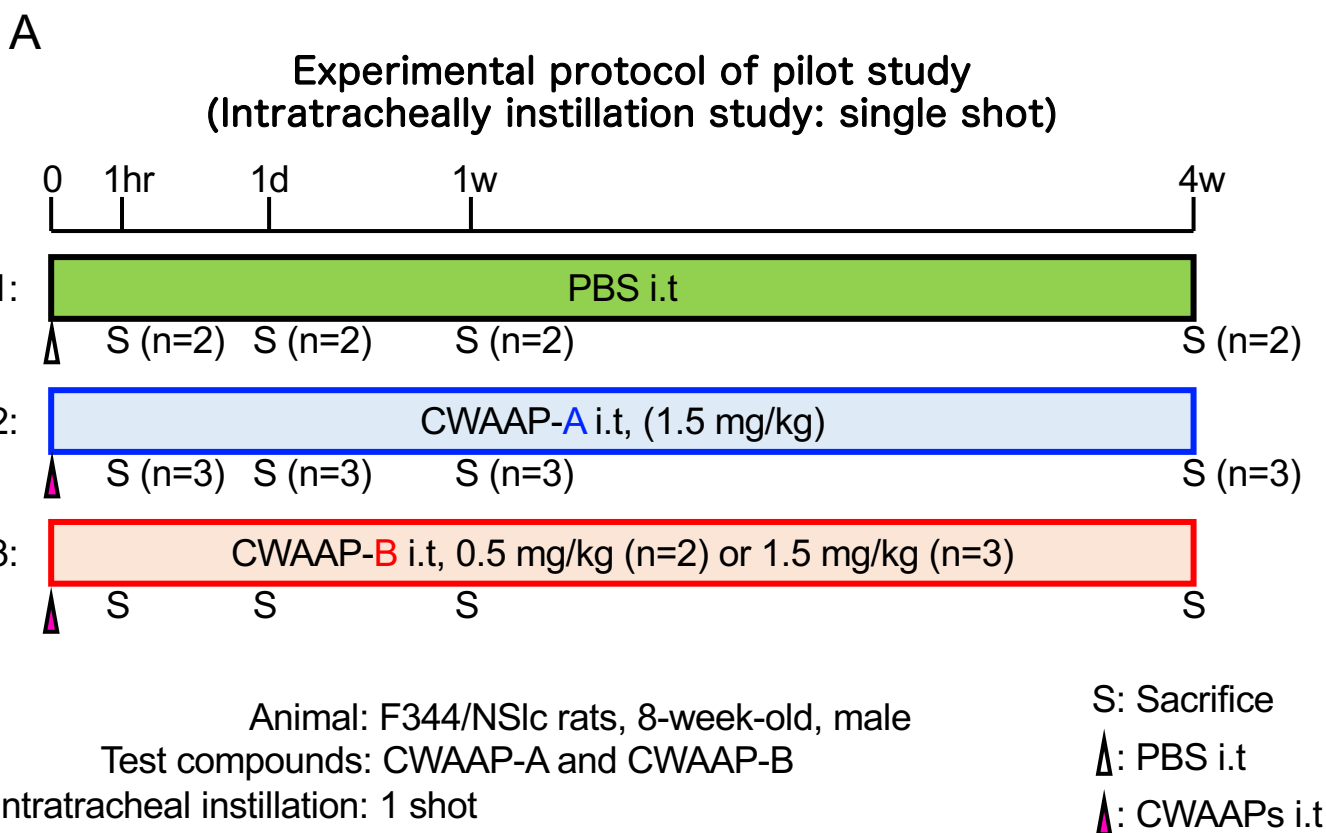 A
Experimental protocol of pilot study
(Intratracheally instillation study: single shot)
0 1hr 1d 1w 4w
1: PBS i.t
S (n=2) S (n=2) S (n=2) S (n=2)
2: CWAAP-A i.t, (1.5 mg/kg)
S (n=3) S (n=3) S (n=3) S (n=3)
3: CWAAP-B i.t, 0.5 mg/kg (n=2) or 1.5 mg/kg (n=3)
S S S S
Animal: F344/NSlc rats, 8-week-old, male
Test compounds: CWAAP-A and CWAAP-B
ntratracheal instillation: 1 shot
S: Sacrifice
: PBS i.t
: CWAAPs i.t